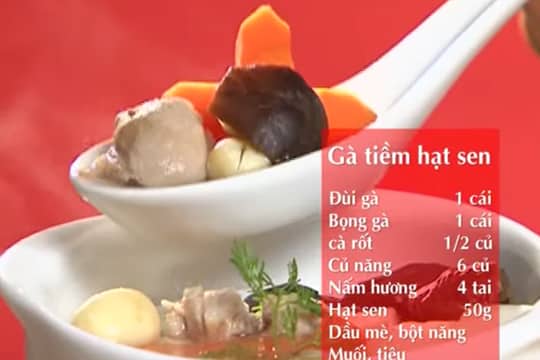 Gà tiềm hạt sen
Đùi gà 1 cái
Bọng gà 1 cái
cà rốt 1/2 củ
Củ năng 6 củ
Nấm hương 4 tai
Hạt sen 50g
Dầu mè, bột năng
Muối, tiêu